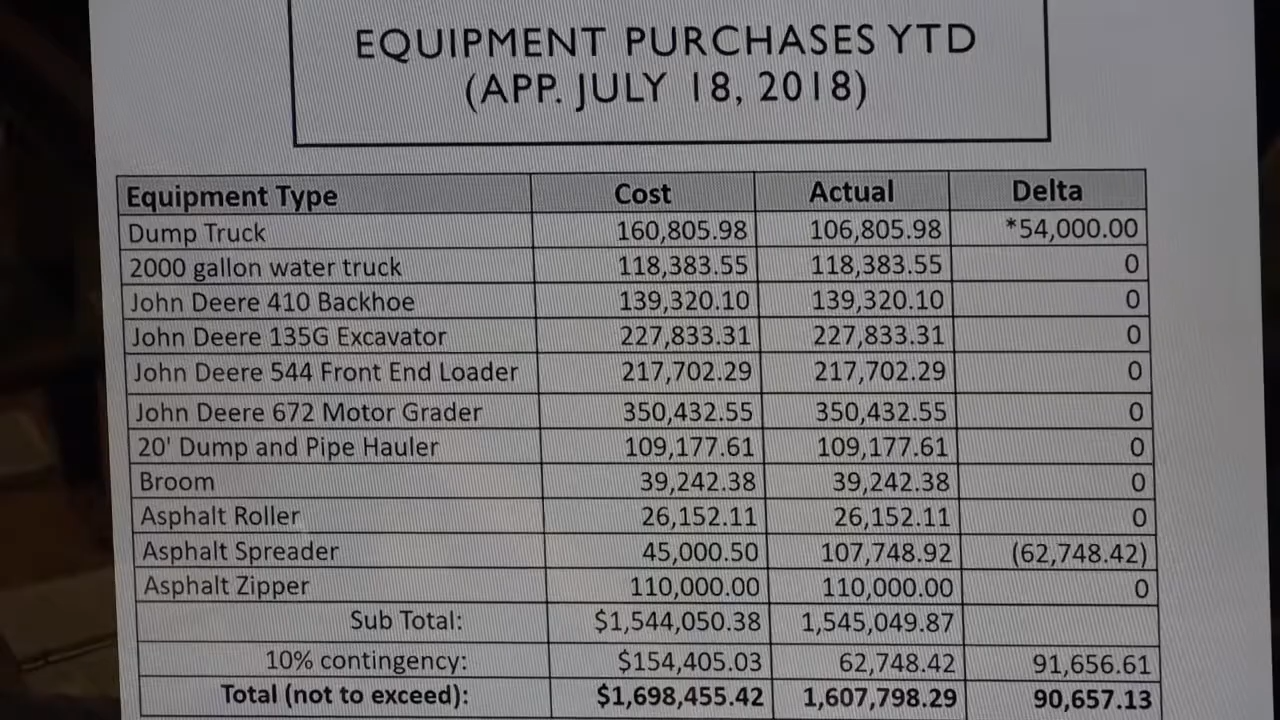 EQUIPMENT PURCHASES YTD
(APP. JULY 18, 2018)
Equipment Type Cost Actual Delta
Dump Truck 160,805.98 106,805.98 *54,000.00
2000 gallon water truck 118,383.55 118,383.55 0
John Deere 410 Backhoe 139,320.10 139,320.10 0
John Deere 135G Excavator 227,833.31 227,833.31 0
John Deere 544 Front End Loader 217,702.29 217,702.29 0
John Deere 672 Motor Grader 350,432.55 350,432.55 0
20' Dump and Pipe Hauler 109,177.61 109,177.61 0
Broom 39,242.38 39,242.38 0
Asphalt Roller 26,152.11 26,152.11 0
Asphalt Spreader 45,000.50 107,748.92 (62,748.42)
Asphalt Zipper 110,000.00 110,000.00 0
Sub Total: $1,544,050.38 1,545,049.87
10% contingency: $154,405.03 62,748.42 91,656.61
Total (not to exceed): $1,698,455.42 1,607,798.29 90,657.13